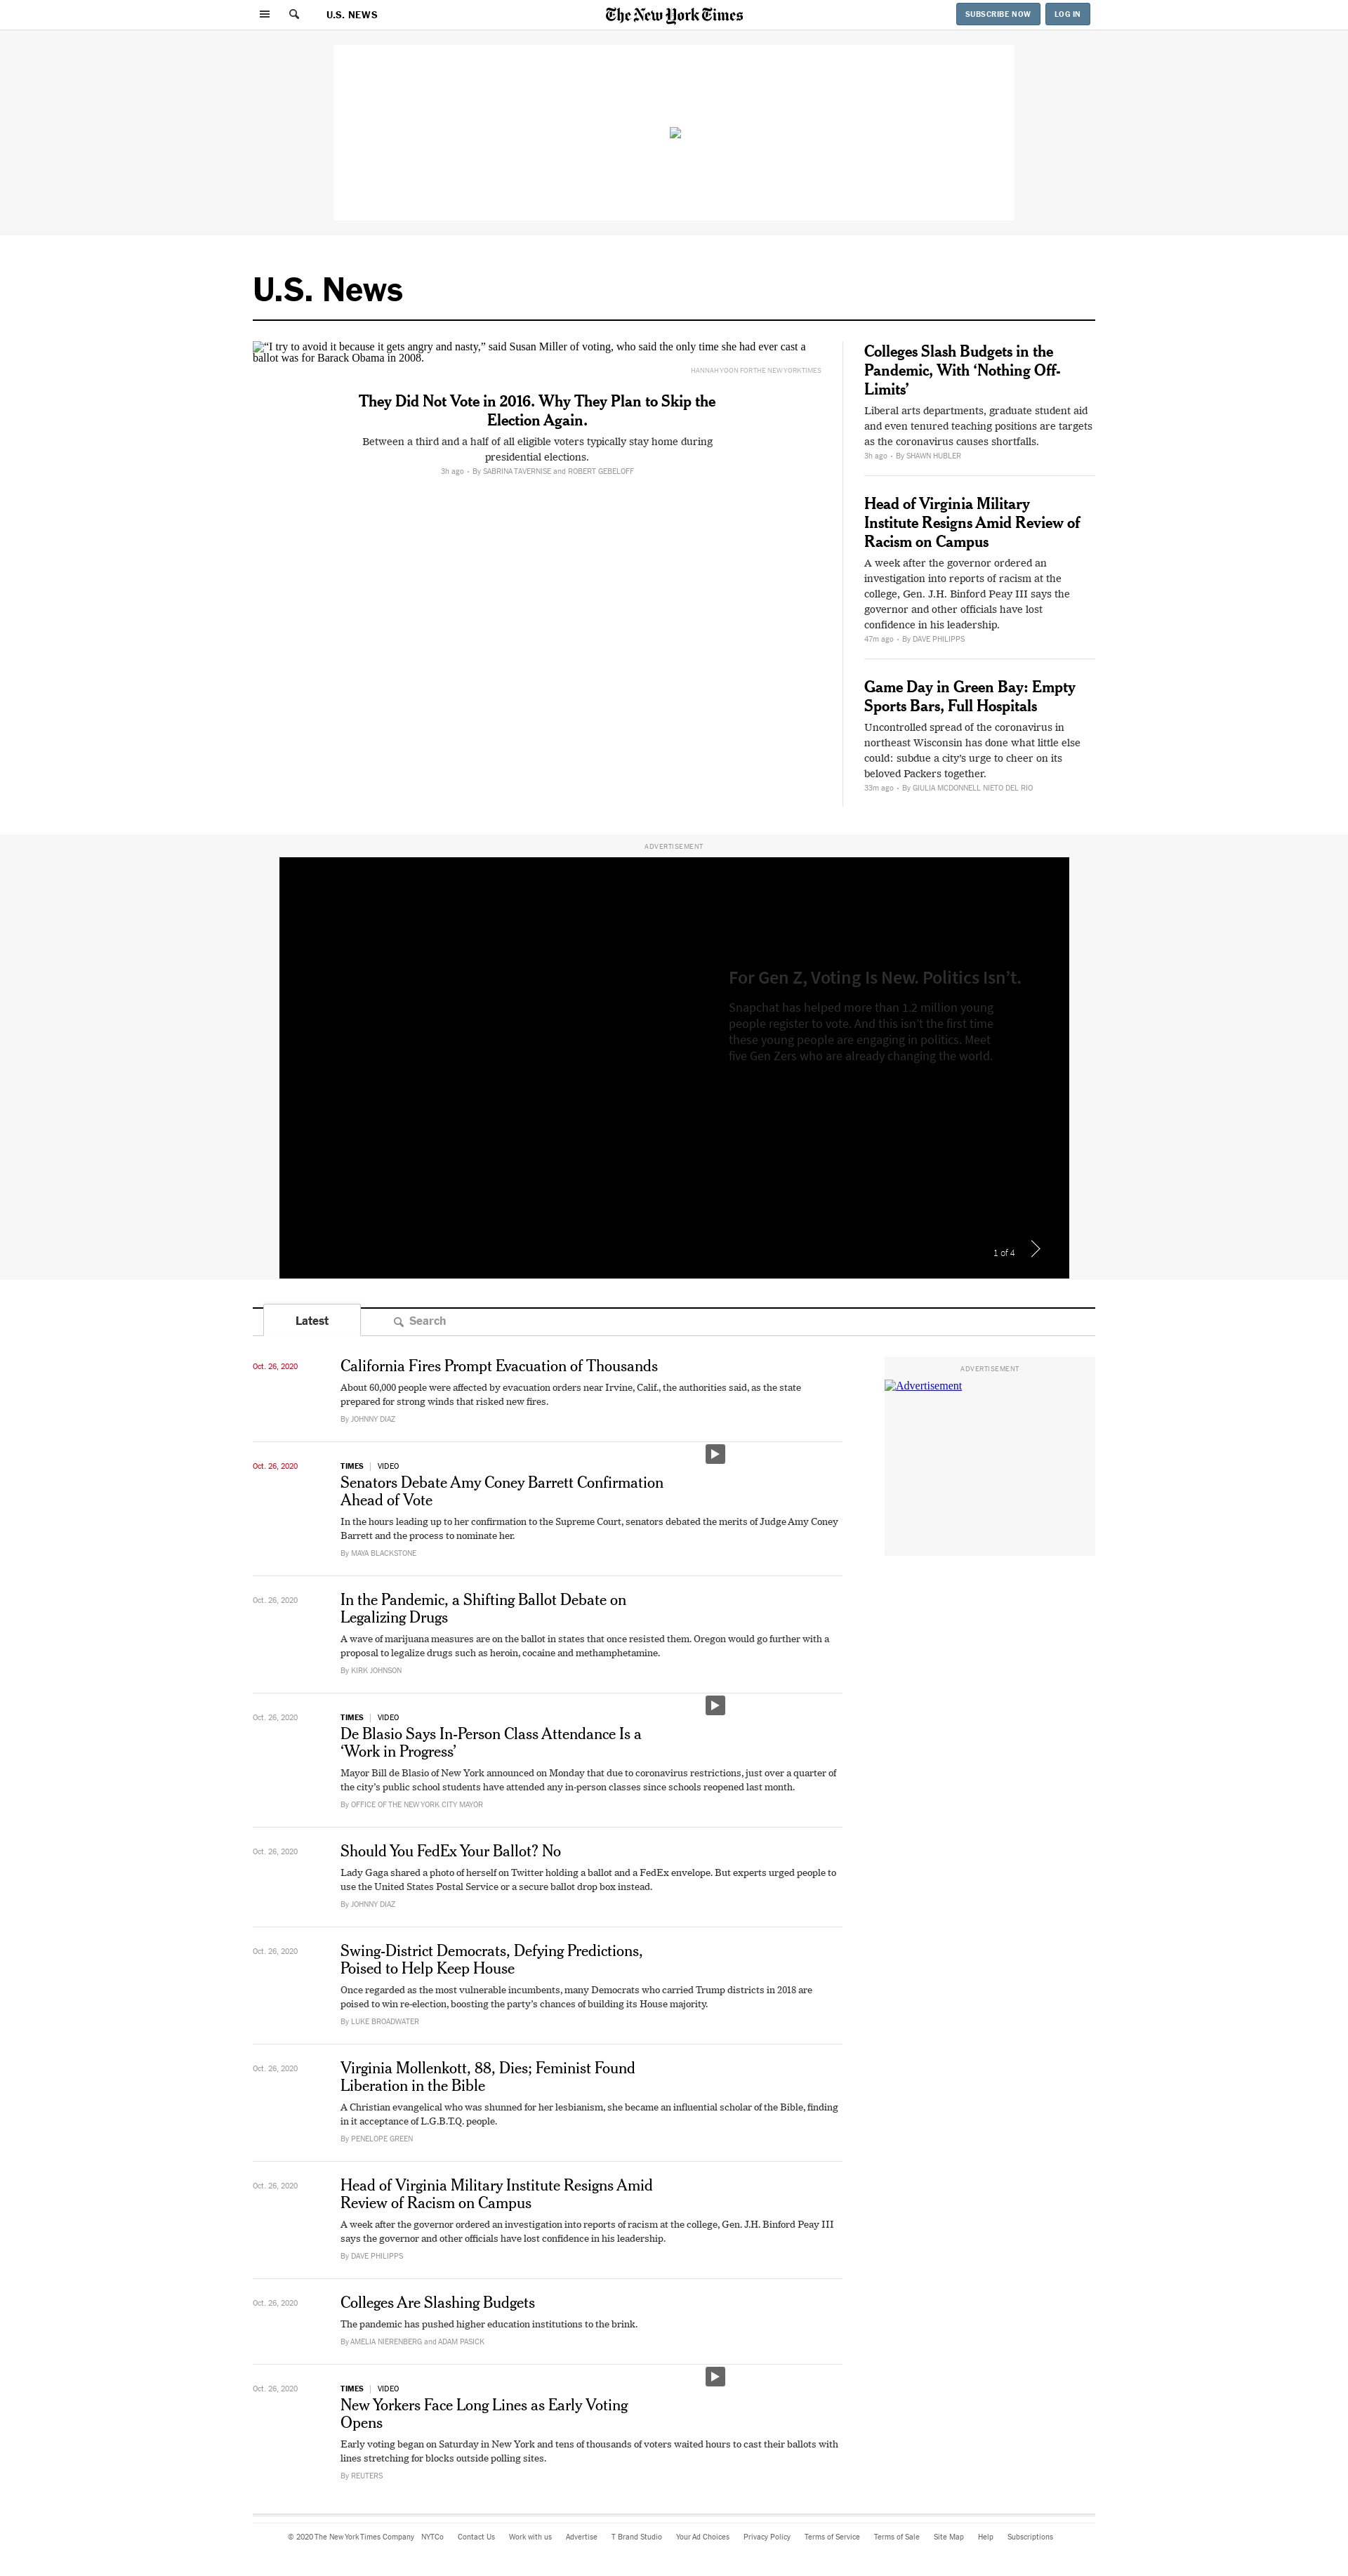 U.S. NEWS
The New York Times
SUBSCRIBE NOW
LOG IN
U.S. News
“I try to avoid it because it gets angry and nasty,” said Susan Miller of voting, who said the only time she had ever cast a
ballot was for Barack Obama in 2008.
HANNAH YOON FOR THE NEW YORK TIMES
They Did Not Vote in 2016. Why They Plan to Skip the
Election Again.
Between a third and a half of all eligible voters typically stay home during
presidential elections.
3h ago • By SABRINA TAVERNISE and ROBERT GEBELOFF
Colleges Slash Budgets in the
Pandemic, With ‘Nothing Off-
Limits’
Liberal arts departments, graduate student aid
and even tenured teaching positions are targets
as the coronavirus causes shortfalls.
3h ago • By SHAWN HUBLER
Head of Virginia Military
Institute Resigns Amid Review of
Racism on Campus
A week after the governor ordered an
investigation into reports of racism at the
college, Gen. J.H. Binford Peay III says the
governor and other officials have lost
confidence in his leadership.
47m ago • By DAVE PHILIPPS
Game Day in Green Bay: Empty
Sports Bars, Full Hospitals
Uncontrolled spread of the coronavirus in
northeast Wisconsin has done what little else
could: subdue a city’s urge to cheer on its
beloved Packers together.
33m ago • By GIULIA MCDONNELL NIETO DEL RIO
ADVERTISEMENT
For Gen Z, Voting Is New. Politics Isn’t.
Snapchat has helped more than 1.2 million young
people register to vote. And this isn’t the first time
these young people are engaging in politics. Meet
five Gen Zers who are already changing the world.
1 of 4
Latest
Search
Oct. 26, 2020
California Fires Prompt Evacuation of Thousands
About 60,000 people were affected by evacuation orders near Irvine, Calif., the authorities said, as the state
prepared for strong winds that risked new fires.
By JOHNNY DIAZ
ADVERTISEMENT
Advertisement
Oct. 26, 2020
TIMES | VIDEO
Senators Debate Amy Coney Barrett Confirmation
Ahead of Vote
In the hours leading up to her confirmation to the Supreme Court, senators debated the merits of Judge Amy Coney
Barrett and the process to nominate her.
By MAYA BLACKSTONE
Oct. 26, 2020
In the Pandemic, a Shifting Ballot Debate on
Legalizing Drugs
A wave of marijuana measures are on the ballot in states that once resisted them. Oregon would go further with a
proposal to legalize drugs such as heroin, cocaine and methamphetamine.
By KIRK JOHNSON
Oct. 26, 2020
TIMES | VIDEO
De Blasio Says In-Person Class Attendance Is a
‘Work in Progress’
Mayor Bill de Blasio of New York announced on Monday that due to coronavirus restrictions, just over a quarter of
the city’s public school students have attended any in-person classes since schools reopened last month.
By OFFICE OF THE NEW YORK CITY MAYOR
Oct. 26, 2020
Should You FedEx Your Ballot? No
Lady Gaga shared a photo of herself on Twitter holding a ballot and a FedEx envelope. But experts urged people to
use the United States Postal Service or a secure ballot drop box instead.
By JOHNNY DIAZ
Oct. 26, 2020
Swing-District Democrats, Defying Predictions,
Poised to Help Keep House
Once regarded as the most vulnerable incumbents, many Democrats who carried Trump districts in 2018 are
poised to win re-election, boosting the party’s chances of building its House majority.
By LUKE BROADWATER
Oct. 26, 2020
Virginia Mollenkott, 88, Dies; Feminist Found
Liberation in the Bible
A Christian evangelical who was shunned for her lesbianism, she became an influential scholar of the Bible, finding
in it acceptance of L.G.B.T.Q. people.
By PENELOPE GREEN
Oct. 26, 2020
Head of Virginia Military Institute Resigns Amid
Review of Racism on Campus
A week after the governor ordered an investigation into reports of racism at the college, Gen. J.H. Binford Peay III
says the governor and other officials have lost confidence in his leadership.
By DAVE PHILIPPS
Oct. 26, 2020
Colleges Are Slashing Budgets
The pandemic has pushed higher education institutions to the brink.
By AMELIA NIERENBERG and ADAM PASICK
Oct. 26, 2020
TIMES | VIDEO
New Yorkers Face Long Lines as Early Voting
Opens
Early voting began on Saturday in New York and tens of thousands of voters waited hours to cast their ballots with
lines stretching for blocks outside polling sites.
By REUTERS
© 2020 The New York Times Company NYTCo Contact Us Work with us Advertise T Brand Studio Your Ad Choices Privacy Policy Terms of Service Terms of Sale Site Map Help Subscriptions